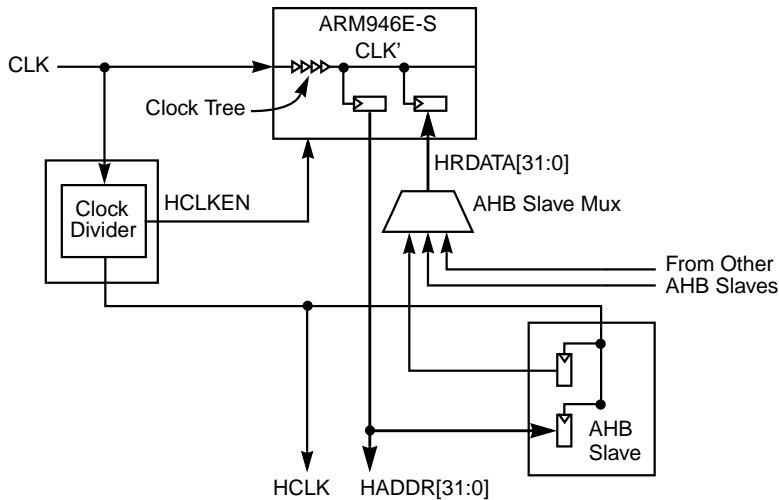 ARM946E-S
CLK'
CLK
Clock Tree
HRDATA[31:0]
Clock
Divider
HCLKEN
AHB Slave Mux
From Other
AHB Slaves
AHB
Slave
HCLK
HADDR[31:0]